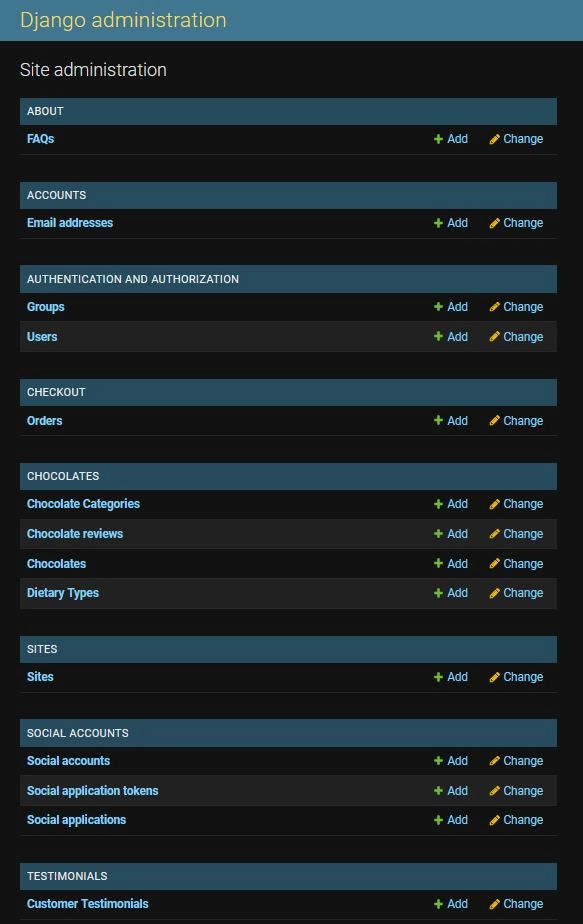 Django administration
Site administration
ABOUT
FAQs Add Change
ACCOUNTS
Email addresses Add Change
AUTHENTICATION AND AUTHORIZATION
Groups Add Change
Users Add Change
CHECKOUT
Orders Add Change
CHOCOLATES
Chocolate Categories Add Change
Chocolate reviews Add Change
Chocolates Add Change
Dietary Types Add Change
SITES
Sites Add Change
SOCIAL ACCOUNTS
Social accounts Add Change
Social application tokens Add Change
Social applications Add Change
TESTIMONIALS
Customer Testimonials Add Change